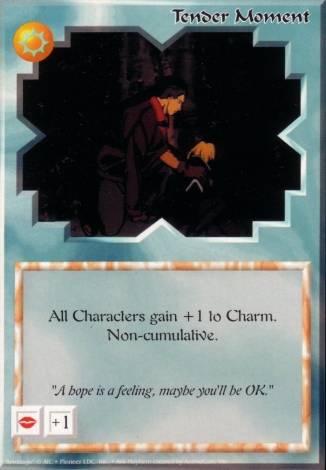 Tender Moment
All Characters gain +1 to Charm.
Non-cumulative.
"A hope is a feeling, maybe you'll be OK."
+1